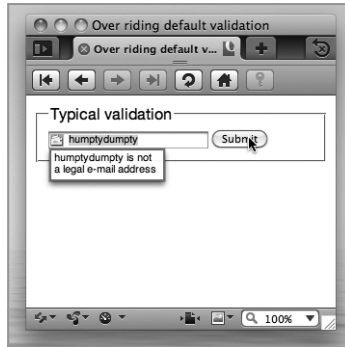 Over riding default validation
Over riding default v...
Typical validation
humptydumpty
Submit
humptydumpty is not
a legal e-mail address
100%